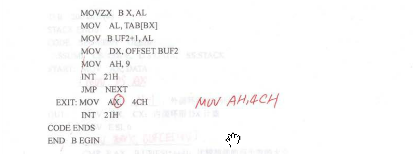 MOVZX B X, AL
MOV AL, TAB[BX]
MOV B UF2+1, AL
MOV DX, OFFSET BUF2
MOV AH, 9
INT 21H
JMP NEXT
EXIT: MOV AX, 4CH MUV AH,4CH
INT 21H
CODE ENDS
END B EGIN